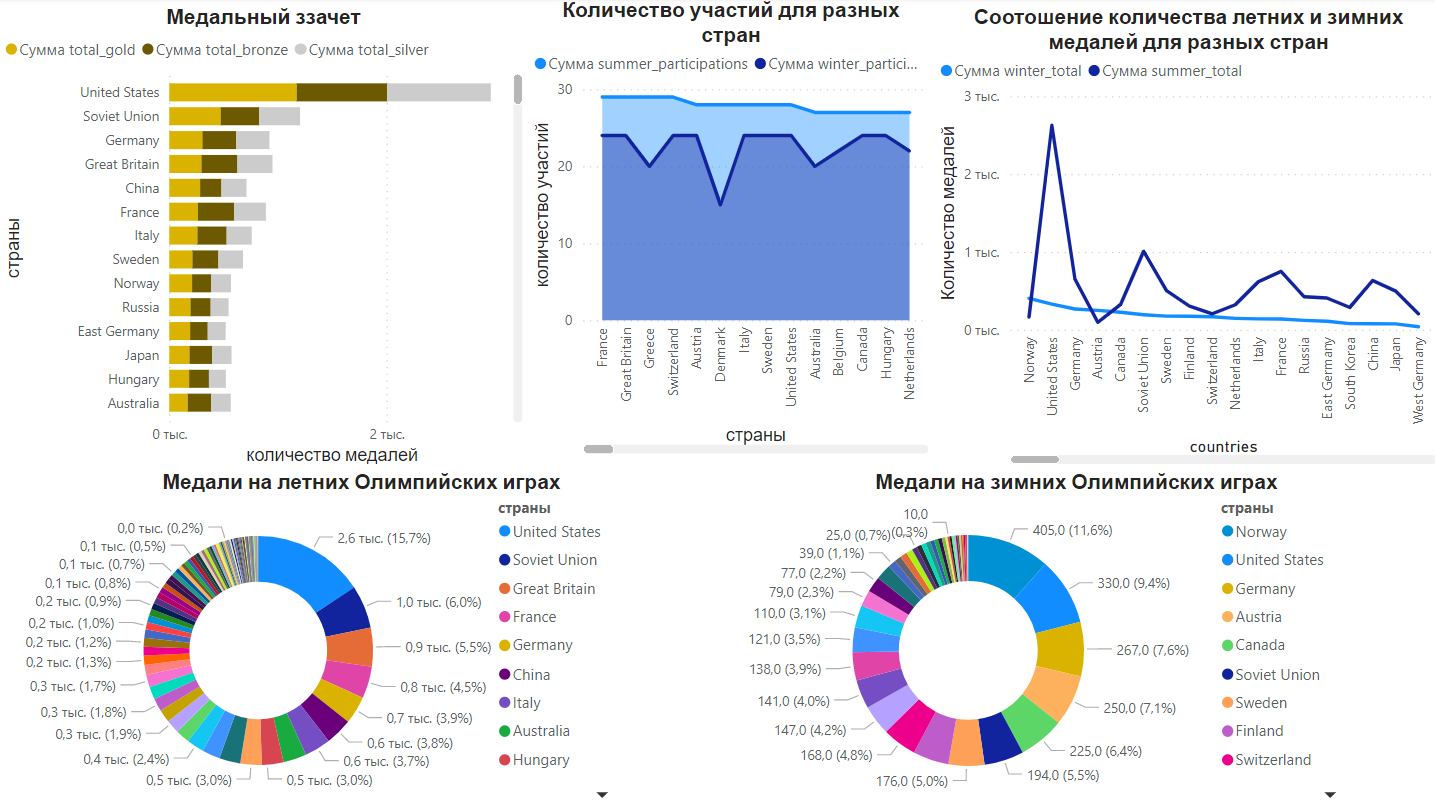 Медальный ззачет
Сумма total_gold Сумма total_bronze Сумма total_silver
страны
United States
Soviet Union
Germany
Great Britain
China
France
Italy
Sweden
Norway
Russia
East Germany
Japan
Hungary
Australia
0 тыс. 2 тыс.
количество медалей
Количество участий для разных
стран
Сумма summer_participations Сумма winter_partici...
количество участий
30
20
10
0
France
Great Britain
Greece
Switzerland
Austria
Denmark
Italy
Sweden
United States
Australia
Belgium
Canada
Hungary
Netherlands
страны
Соотошение количества летних и зимних
медалей для разных стран
Сумма winter_total Сумма summer_total
Количество медалей
3 тыс.
2 тыс.
1 тыс.
0 тыс.
Norway
United States
Germany
Austria
Canada
Soviet Union
Sweden
Finland
Switzerland
Netherlands
Italy
France
Russia
East Germany
South Korea
China
Japan
West Germany
countries
Медали на летних Олимпийских играх
0,0 тыс. (0,2%)
0,1 тыс. (0,5%)
0,1 тыс. (0,7%)
0,1 тыс. (0,8%)
0,2 тыс. (0,9%)
0,2 тыс. (1,0%)
0,2 тыс. (1,2%)
0,2 тыс. (1,3%)
0,3 тыс. (1,7%)
0,3 тыс. (1,8%)
0,3 тыс. (1,9%)
0,4 тыс. (2,4%)
0,5 тыс. (3,0%)
2,6 тыс. (15,7%)
1,0 тыс. (6,0%)
0,9 тыс. (5,5%)
0,8 тыс. (4,5%)
0,7 тыс. (3,9%)
0,6 тыс. (3,8%)
0,6 тыс. (3,7%)
0,5 тыс. (3,0%)
страны
United States
Soviet Union
Great Britain
France
Germany
China
Italy
Australia
Hungary
Медали на зимних Олимпийских играх
10,0
(0,3%)
25,0 (0,7%)
39,0 (1,1%)
77,0 (2,2%)
79,0 (2,3%)
110,0 (3,1%)
121,0 (3,5%)
138,0 (3,9%)
141,0 (4,0%)
147,0 (4,2%)
168,0 (4,8%)
176,0 (5,0%)
405,0 (11,6%)
330,0 (9,4%)
267,0 (7,6%)
250,0 (7,1%)
225,0 (6,4%)
194,0 (5,5%)
страны
Norway
United States
Germany
Austria
Canada
Soviet Union
Sweden
Finland
Switzerland